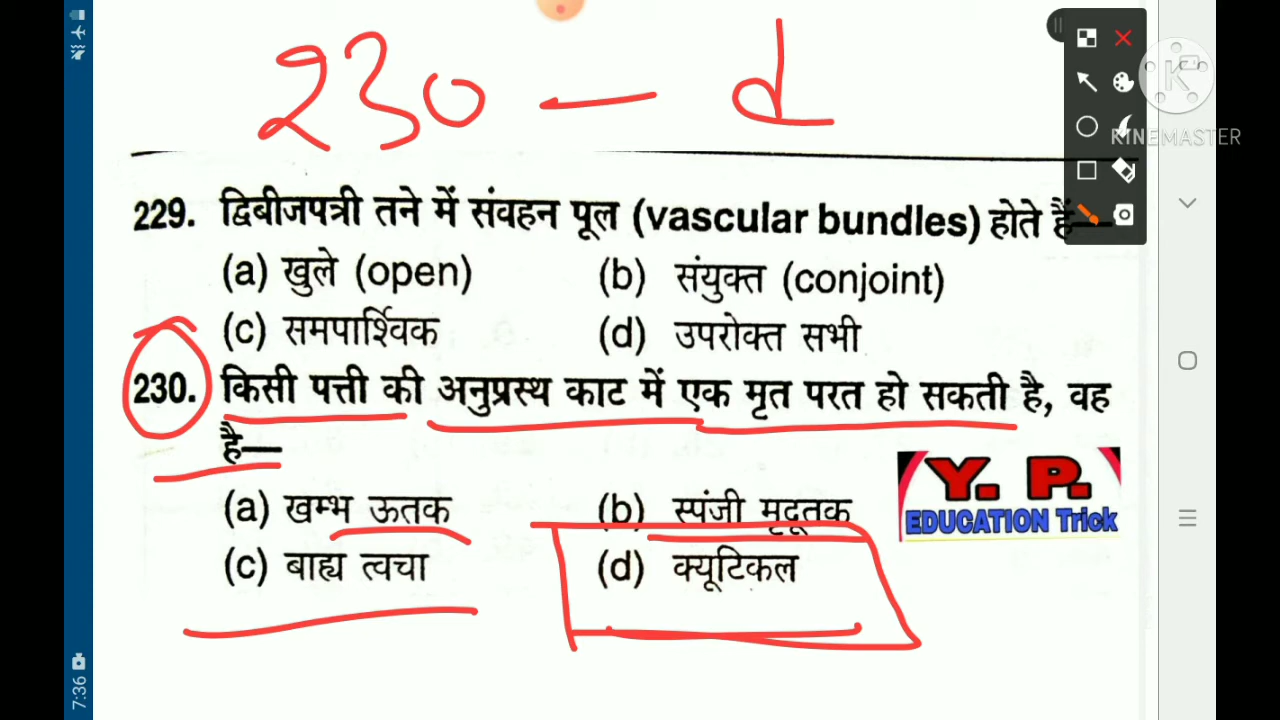 230 — d
KINEMASTER
229. द्विबीजपत्री तने में संवहन पूल (vascular bundles) होते हैं—
(a) खुले (open) (b) संयुक्त (conjoint)
(c) समपार्श्विक (d) उपरोक्त सभी
230. किसी पत्ती की अनुप्रस्थ काट में एक मृत परत हो सकती है, वह
है—
(a) खम्भ ऊतक (b) स्पंजी मृदूतक
(c) बाह्य त्वचा (d) क्यूटिकल
Y. P.
EDUCATION Trick
7:36